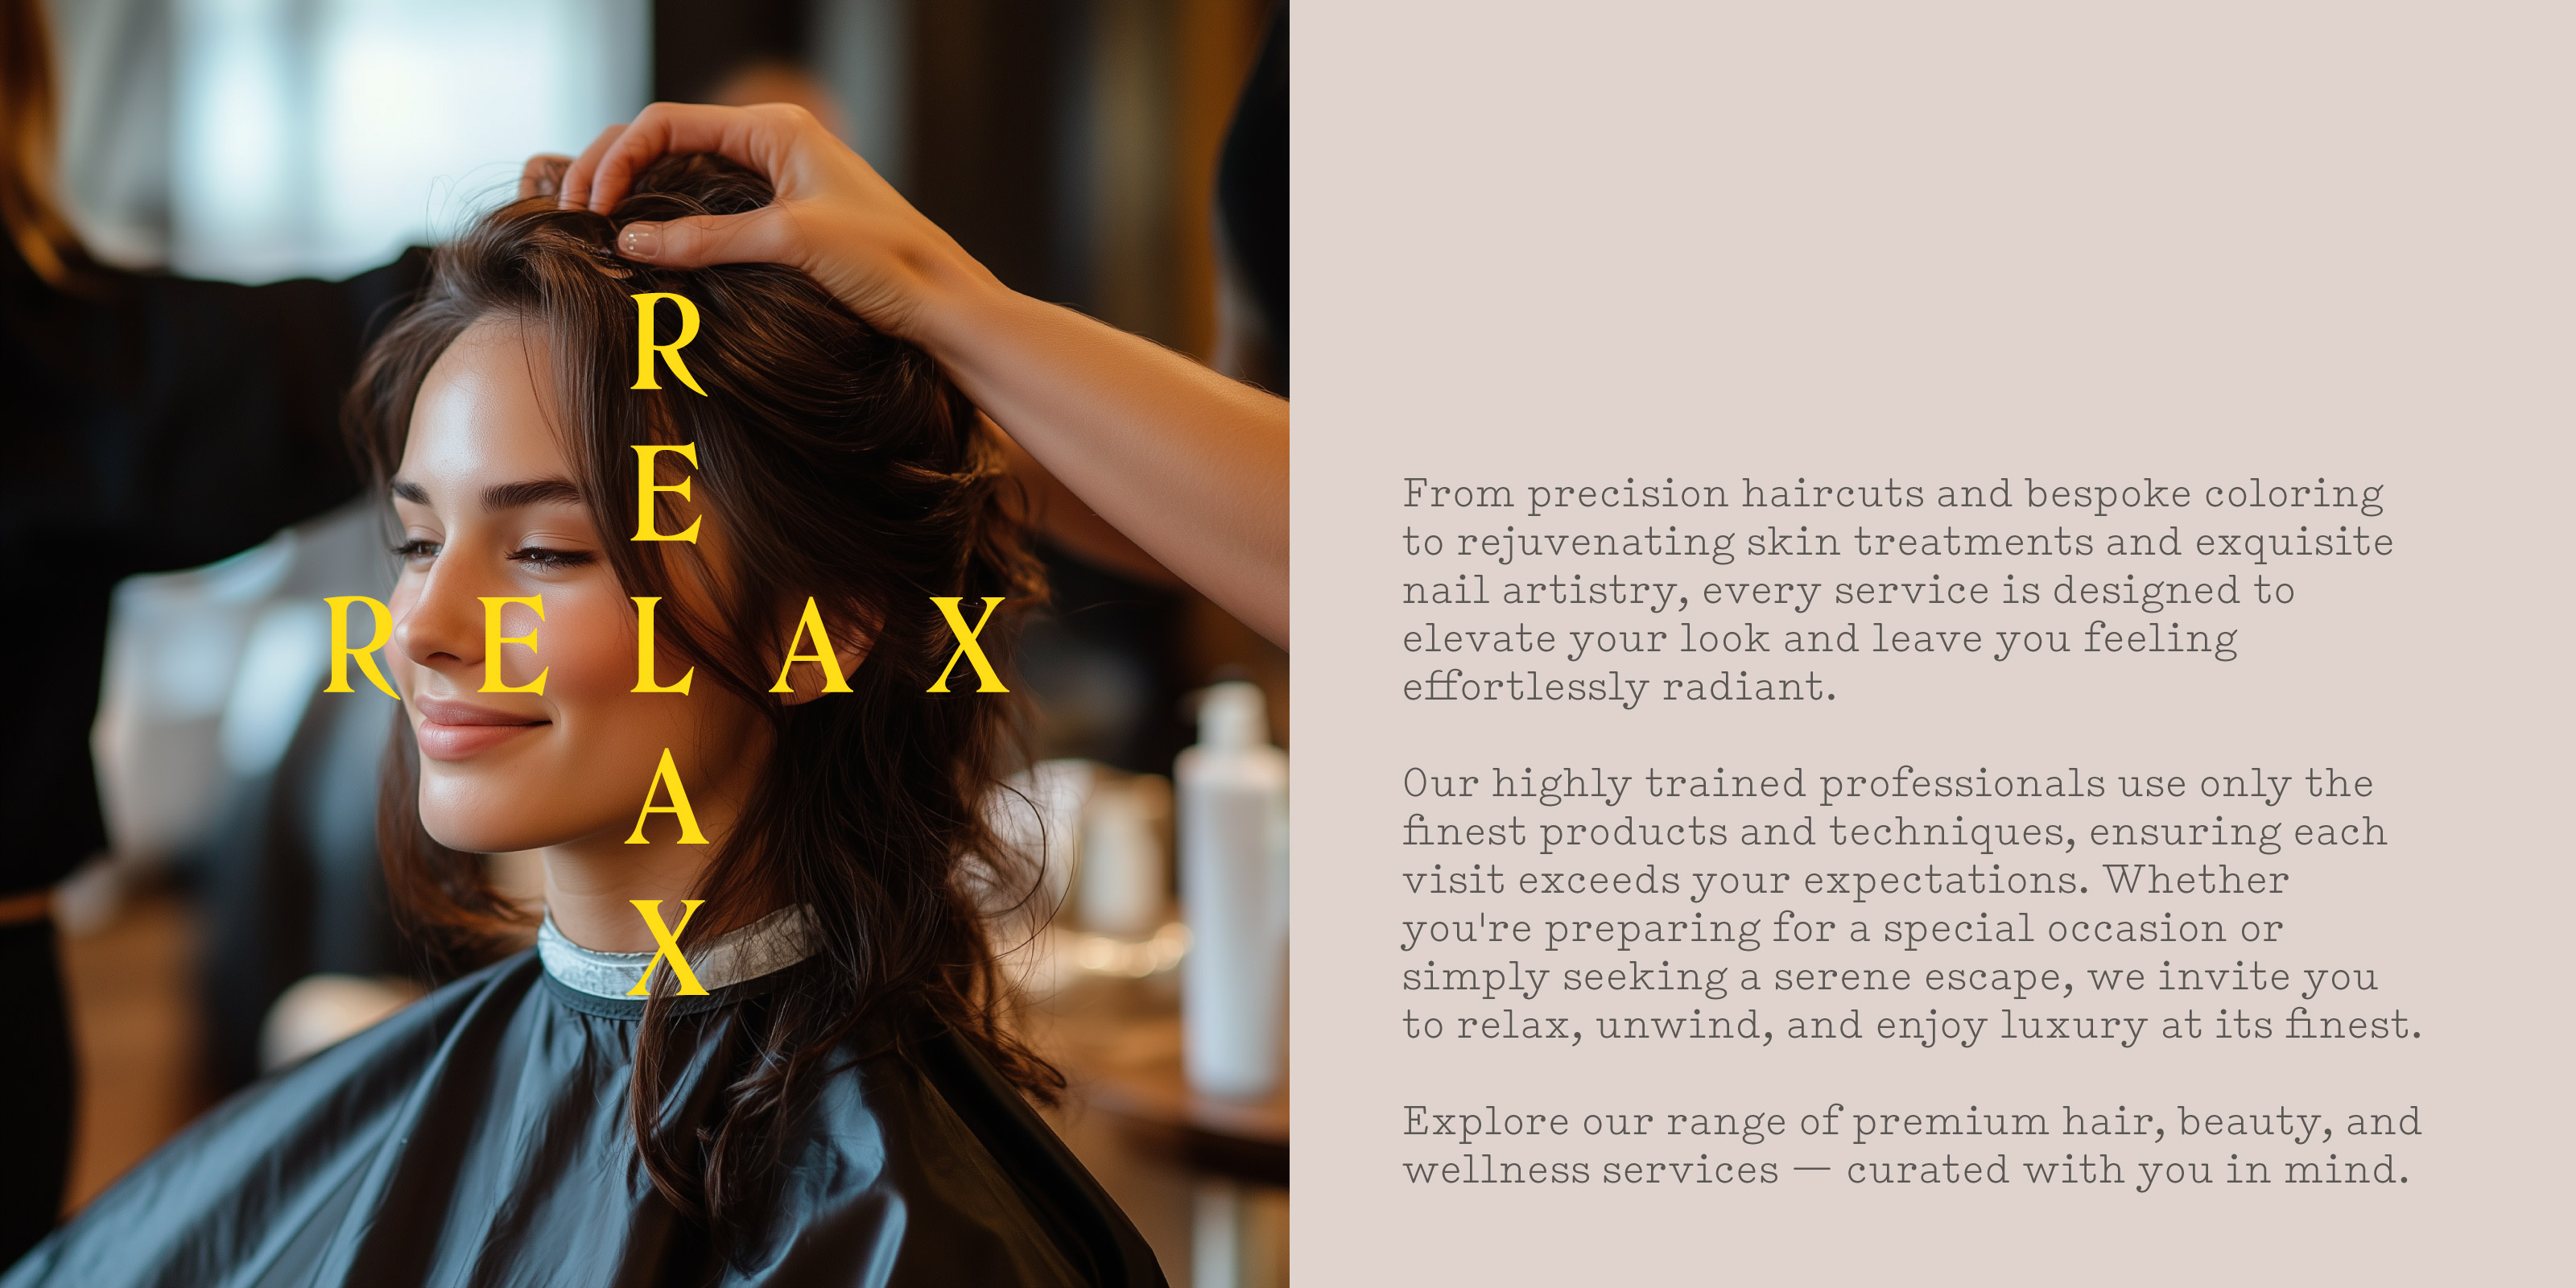 R
E
R E L A X
A
X
From precision haircuts and bespoke coloring
to rejuvenating skin treatments and exquisite
nail artistry, every service is designed to
elevate your look and leave you feeling
effortlessly radiant.
Our highly trained professionals use only the
finest products and techniques, ensuring each
visit exceeds your expectations. Whether
you're preparing for a special occasion or
simply seeking a serene escape, we invite you
to relax, unwind, and enjoy luxury at its finest.
Explore our range of premium hair, beauty, and
wellness services — curated with you in mind.